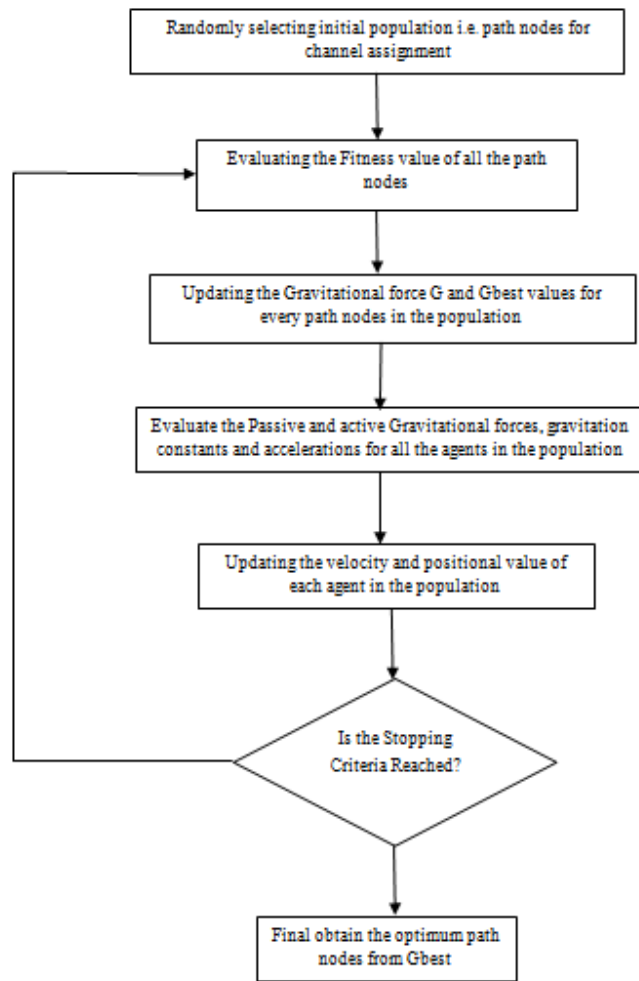 Randomly selecting initial population i.e. path nodes for
channel assignment
Evaluating the Fitness value of all the path
nodes
Updating the Gravitational force G and Gbest values for
every path nodes in the population
Evaluate the Passive and active Gravitational forces, gravitation
constants and accelerations for all the agents in the population
Updating the velocity and positional value of
each agent in the population
Is the Stopping
Criteria Reached?
Final obtain the optimum path
nodes from Gbest